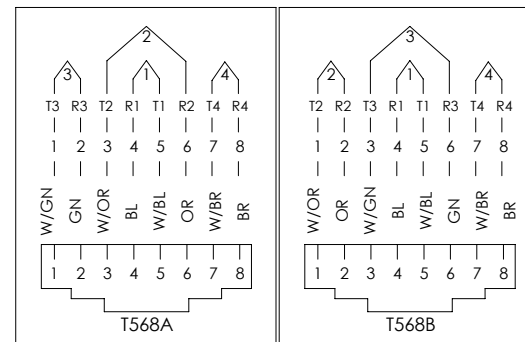 2
3 1 4
T3 R3 T2 R1 T1 R2 T4 R4
1 2 3 4 5 6 7 8
W/GN GN W/OR BL W/BL OR W/BR BR
1 2 3 4 5 6 7 8
T568A
3
2 1 4
T2 R2 T3 R1 T1 R3 T4 R4
1 2 3 4 5 6 7 8
W/OR OR W/GN BL W/BL GN W/BR BR
1 2 3 4 5 6 7 8
T568B